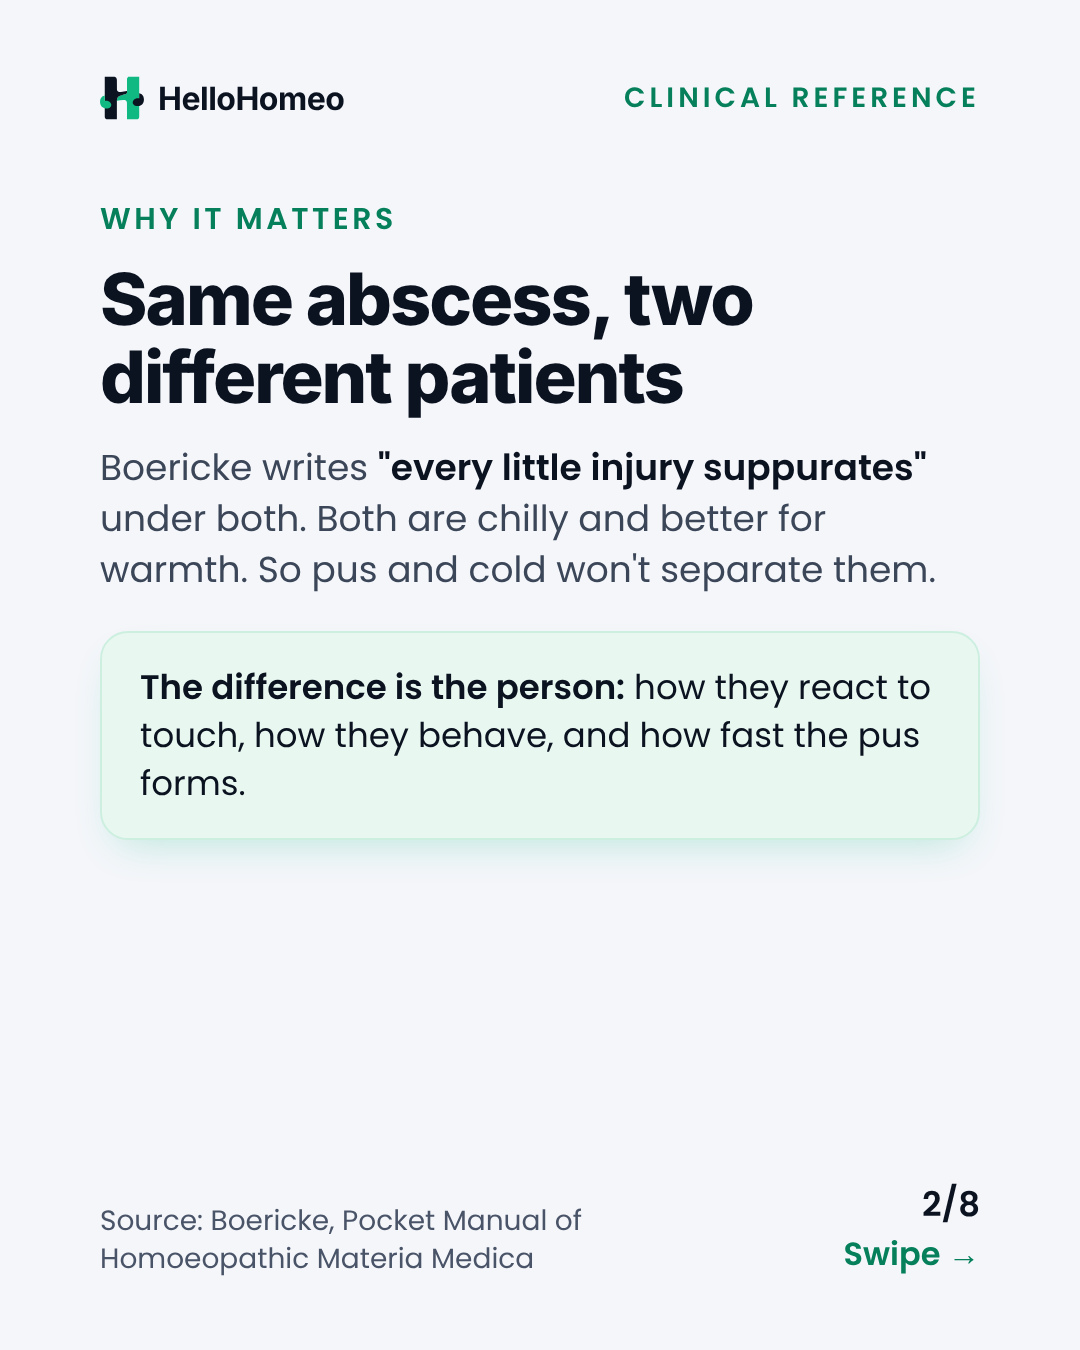 HelloHomeo
CLINICAL REFERENCE
WHY IT MATTERS
Same abscess, two
different patients
Boericke writes "every little injury suppurates"
under both. Both are chilly and better for
warmth. So pus and cold won't separate them.
The difference is the person: how they react to
touch, how they behave, and how fast the pus
forms.
Source: Boericke, Pocket Manual of
Homoeopathic Materia Medica
2/8
Swipe →